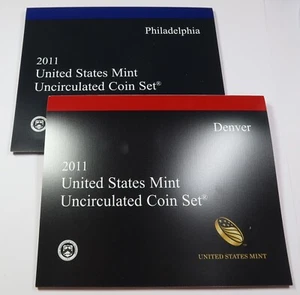 Philadelphia
2011
United States Mint
Uncirculated Coin Set®
Denver
2011
United States Mint
Uncirculated Coin Set®
UNITED STATES MINT